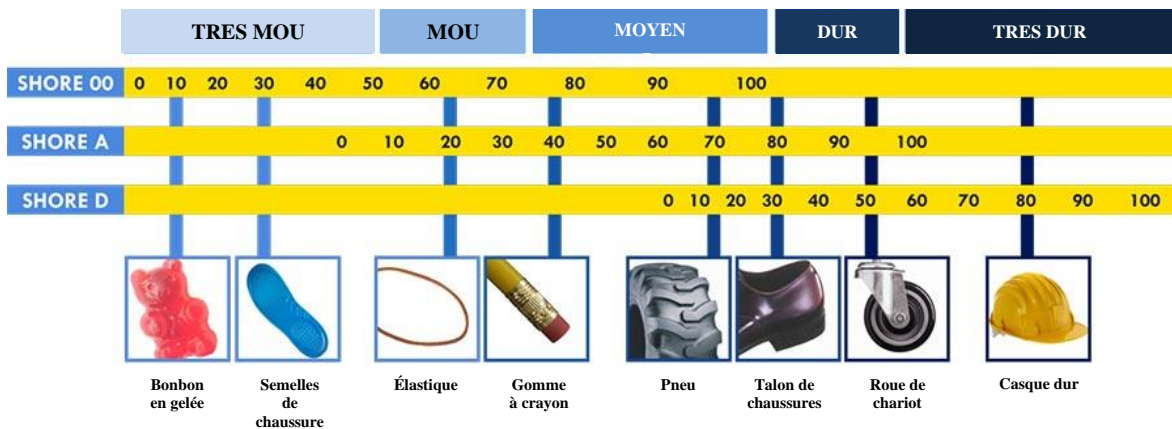 TRES MOU MOU MOYEN DUR TRES DUR
SHORE 00 0 10 20 30 40 50 60 70 80 90 100
SHORE A 0 10 20 30 40 50 60 70 80 90 100
SHORE D 0 10 20 30 40 50 60 70 80 90 100
Bonbon
en gelée
Semelles
de
chaussure
Élastique
Gomme
à crayon
Pneu
Talon de
chaussures
Roue de
chariot
Casque dur